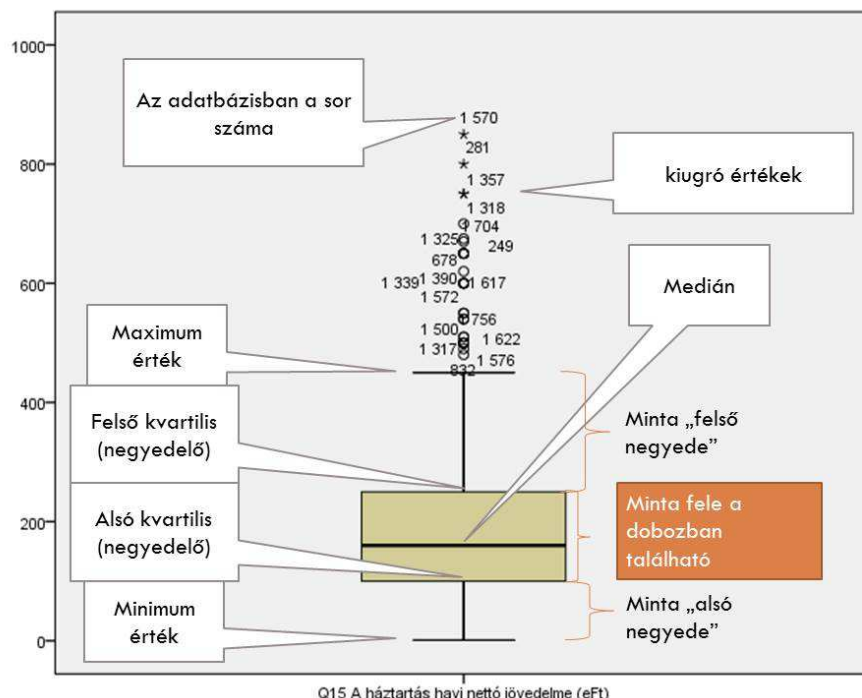 1000
800
600
400
200
0
Az adatbázisban a sor
száma
1 570
281
1 357
1 318
1 704
1 325
249
678
1 390
1 339
1 617
1 572
756
1 500
1 622
1 317
1 576
832
kiugró értékek
Medián
Maximum
érték
Felső kvartilis
(negyedelő)
Alsó kvartilis
(negyedelő)
Minimum
érték
Minta „felső
negyede”
Minta fele a
dobozban
található
Minta „alsó
negyede”
Q15 A háztartás havi nettó jövedelme (eFt)